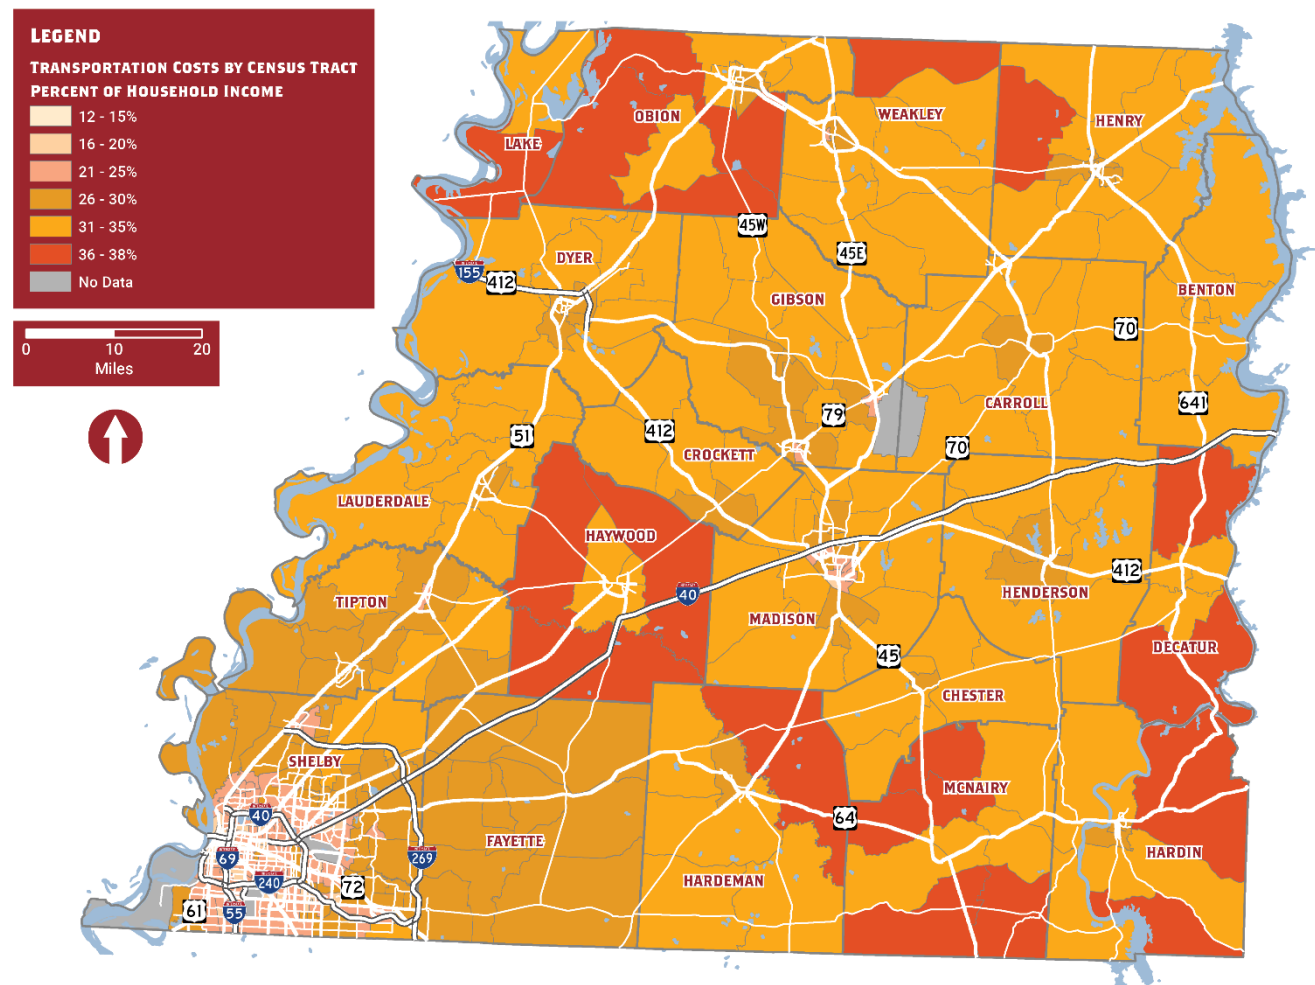 LEGEND
TRANSPORTATION COSTS BY CENSUS TRACT
PERCENT OF HOUSEHOLD INCOME
12 - 15%
16 - 20%
21 - 25%
26 - 30%
31 - 35%
36 - 38%
No Data
0 10 20
Miles
OBION
WEAKLEY
HENRY
LAKE
45W
45E
DYER
155
412
GIBSON
BENTON
70
CARROLL
641
79
51
412
CROCKETT
70
LAUDERDALE
HAYWOOD
412
40
HENDERSON
TIPTON
MADISON
45
DECATUR
CHESTER
SHELBY
MCNAIRY
40
64
FAYETTE
HARDIN
69
269
240
72
HARDEMAN
61
55